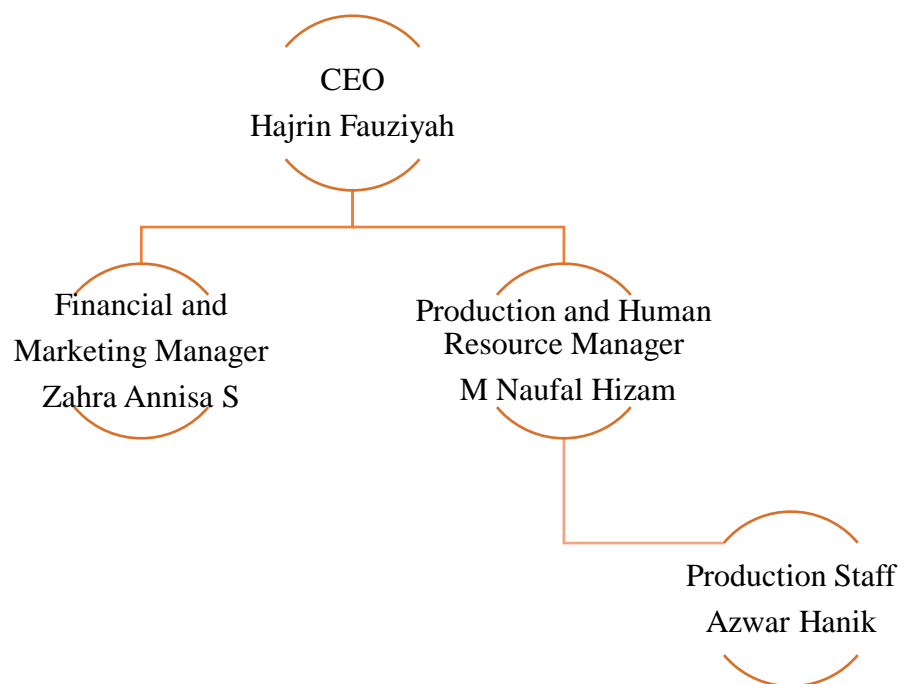 CEO
Hajrin Fauziyah
Financial and
Marketing Manager
Zahra Annisa S
Production and Human
Resource Manager
M Naufal Hizam
Production Staff
Azwar Hanik